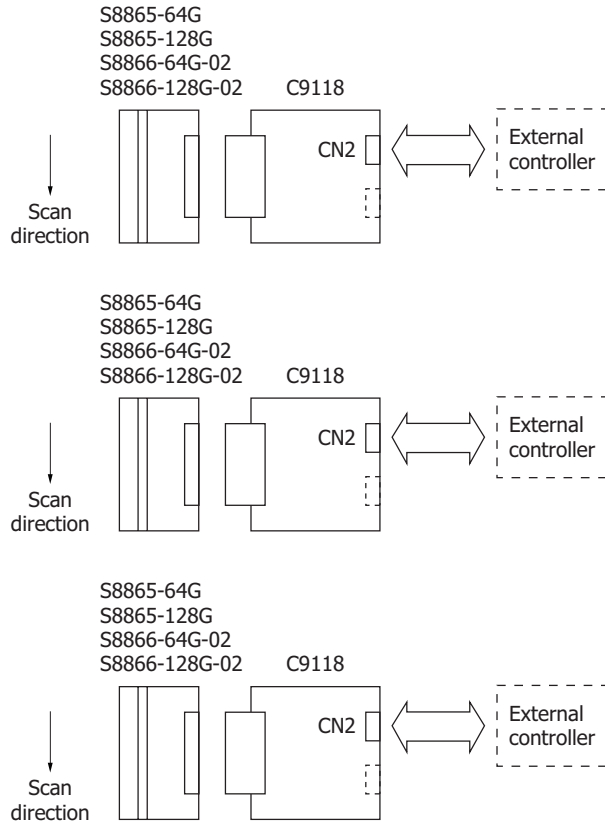 S8865-64G
S8865-128G
S8866-64G-02
S8866-128G-02 C9118
CN2
External
controller
Scan
direction
S8865-64G
S8865-128G
S8866-64G-02
S8866-128G-02 C9118
CN2
External
controller
Scan
direction
S8865-64G
S8865-128G
S8866-64G-02
S8866-128G-02 C9118
CN2
External
controller
Scan
direction